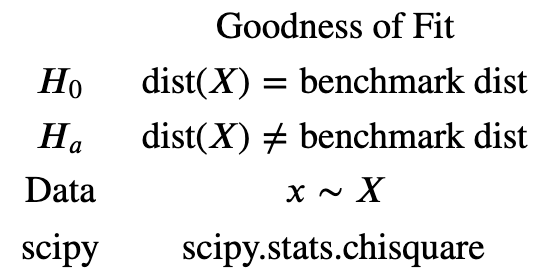 Goodness of Fit
H₀ dist(X) = benchmark dist
Hₐ dist(X) ≠ benchmark dist
Data x ~ X
scipy scipy.stats.chisquare